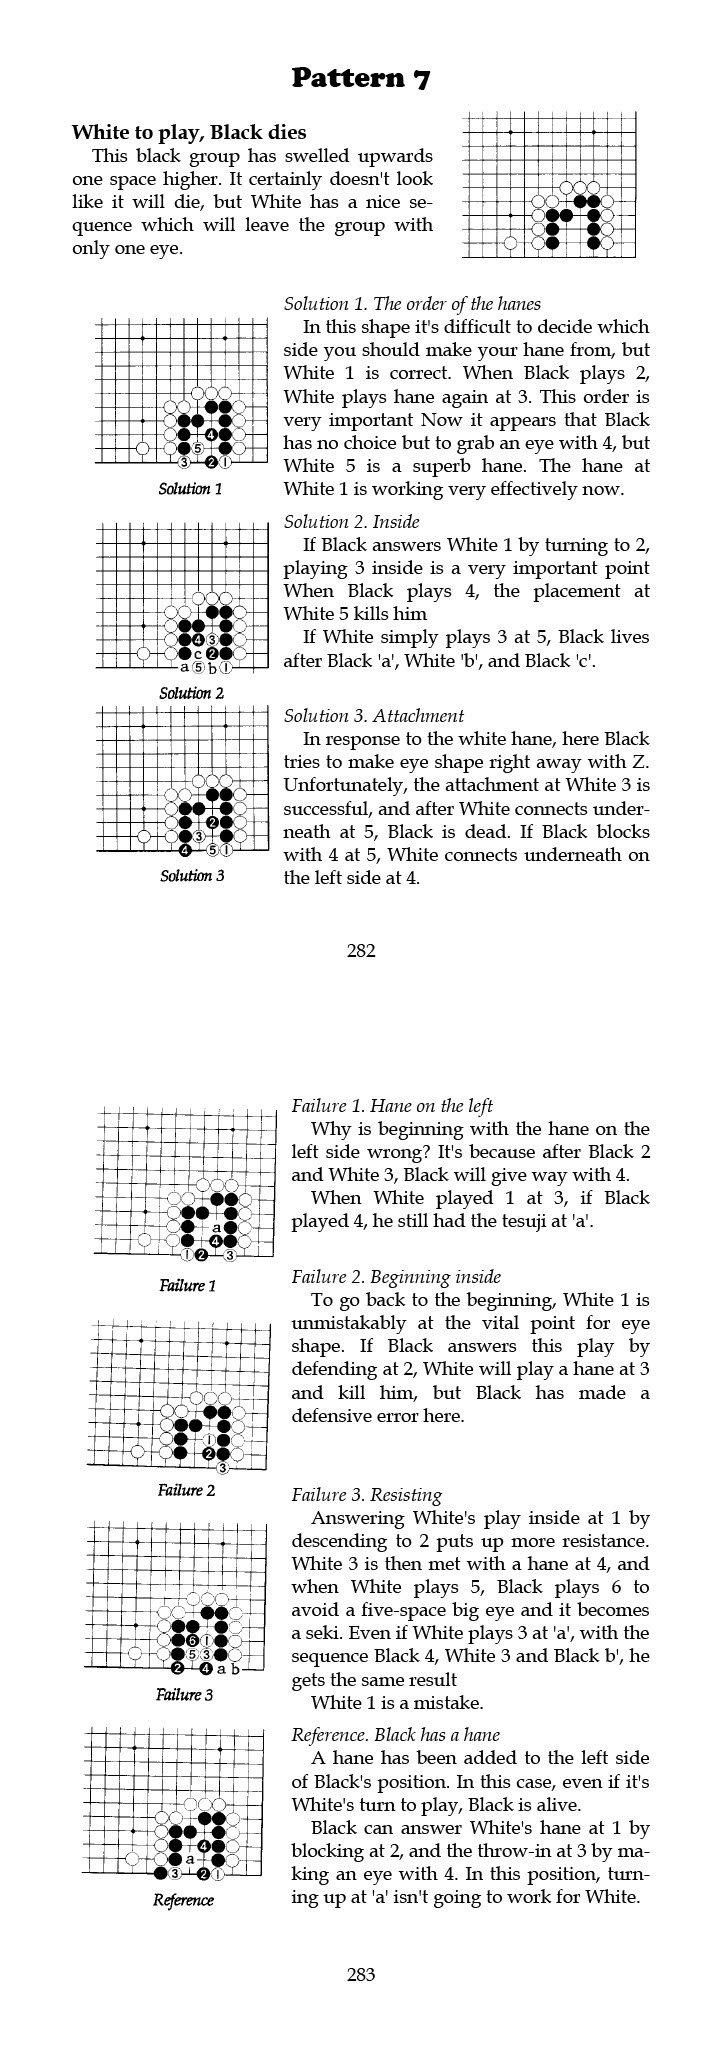 Pattern 7
White to play, Black dies
This black group has swelled upwards
one space higher. It certainly doesn't look
like it will die, but White has a nice se-
quence which will leave the group with
only one eye.
Solution 1. The order of the hanes
In this shape it's difficult to decide which
side you should make your hane from, but
White 1 is correct. When Black plays 2,
White plays hane again at 3. This order is
very important Now it appears that Black
has no choice but to grab an eye with 4, but
White 5 is a superb hane. The hane at
White 1 is working very effectively now.
4
5
3 2 1
Solution 1
Solution 2. Inside
If Black answers White 1 by turning to 2,
playing 3 inside is a very important point
When Black plays 4, the placement at
White 5 kills him
If White simply plays 3 at 5, Black lives
after Black 'a', White 'b', and Black 'c'.
4 3
c 2
a 5 b 1
Solution 2
Solution 3. Attachment
In response to the white hane, here Black
tries to make eye shape right away with Z.
Unfortunately, the attachment at White 3 is
successful, and after White connects under-
neath at 5, Black is dead. If Black blocks
with 4 at 5, White connects underneath on
the left side at 4.
2
3
4 5 1
Solution 3
282
Failure 1. Hane on the left
Why is beginning with the hane on the
left side wrong? It's because after Black 2
and White 3, Black will give way with 4.
When White played 1 at 3, if Black
played 4, he still had the tesuji at 'a'.
a
4
1 2 3
Failure 1
Failure 2. Beginning inside
To go back to the beginning, White 1 is
unmistakably at the vital point for eye
shape. If Black answers this play by
defending at 2, White will play a hane at 3
and kill him, but Black has made a
defensive error here.
1
2
3
Failure 2
Failure 3. Resisting
Answering White's play inside at 1 by
descending to 2 puts up more resistance.
White 3 is then met with a hane at 4, and
when White plays 5, Black plays 6 to
avoid a five-space big eye and it becomes
a seki. Even if White plays 3 at 'a', with the
sequence Black 4, White 3 and Black b', he
gets the same result
White 1 is a mistake.
6 1
5 3
2 4 a b
Failure 3
Reference. Black has a hane
A hane has been added to the left side
of Black's position. In this case, even if it's
White's turn to play, Black is alive.
Black can answer White's hane at 1 by
blocking at 2, and the throw-in at 3 by ma-
king an eye with 4. In this position, turn-
ing up at 'a' isn't going to work for White.
4
a
3 2 1
Reference
283